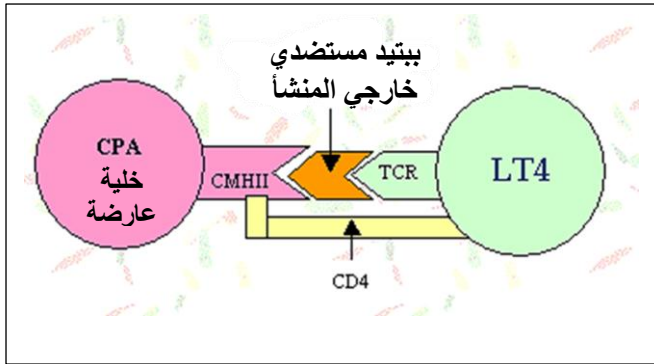 ببتيد مستضدي
خارجي المنشأ
CPA
خلية
عارضة
CMHII
TCR
LT4
CD4